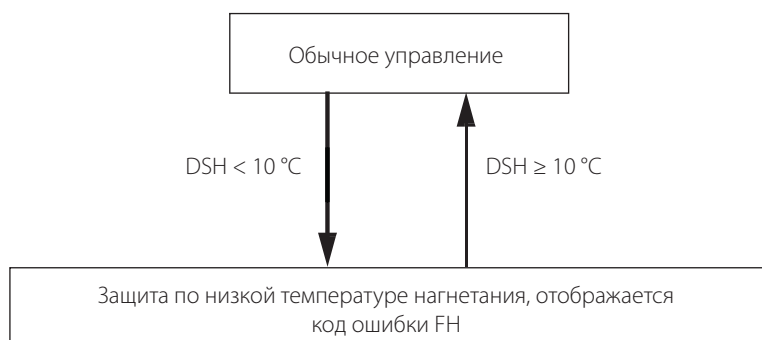 Обычное управление
DSH < 10 °C
DSH ≥ 10 °C
Защита по низкой температуре нагнетания, отображается
код ошибки FH